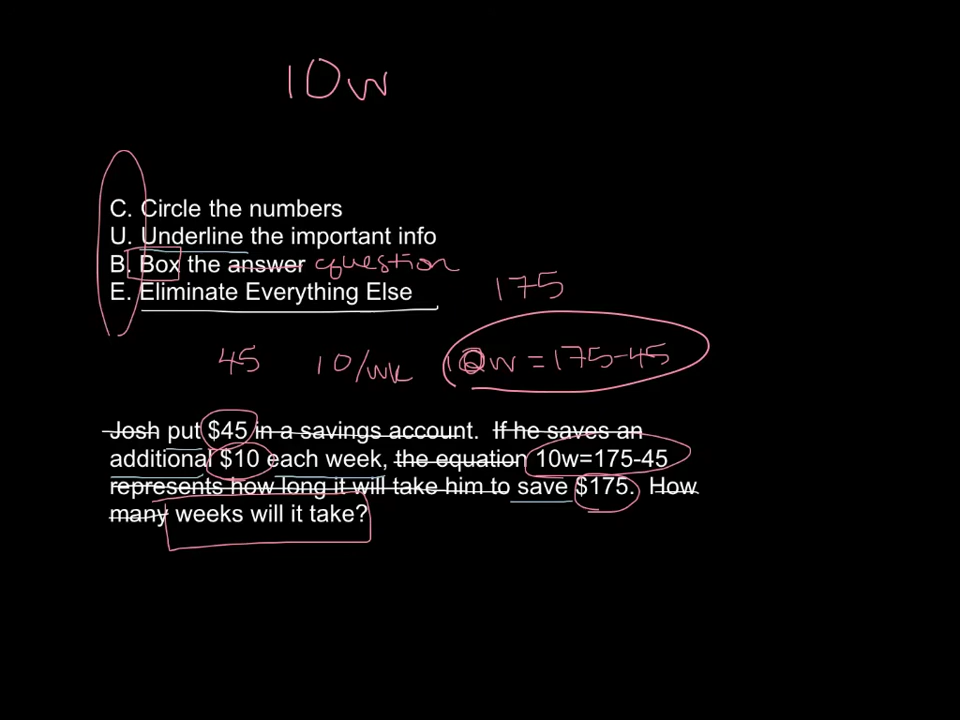 10w
C. Circle the numbers
U. Underline the important info
B. Box the answer question
E. Eliminate Everything Else
175
45 10/wk 10w = 175-45
Josh put $45 in a savings account. If he saves an
additional $10 each week, the equation 10w=175-45
represents how long it will take him to save $175. How
many weeks will it take?